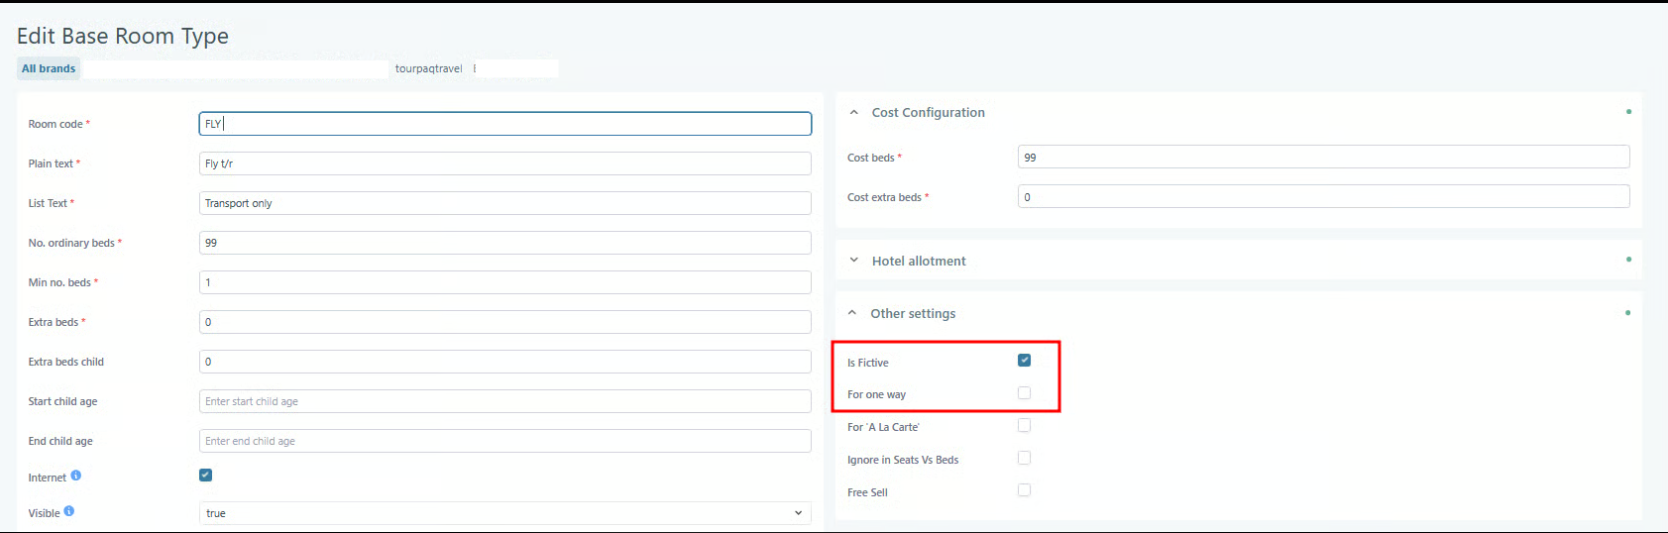 Edit Base Room Type
All brands tourpaqtravel
Room code *
FLY
Plain text *
Fly t/r
List Text *
Transport only
No. ordinary beds *
99
Min no. beds *
1
Extra beds *
0
Extra beds child
0
Start child age
Enter start child age
End child age
Enter end child age
Internet
Visible
true
Cost Configuration
Cost beds *
99
Cost extra beds *
0
Hotel allotment
Other settings
Is Fictive
For one way
For 'A La Carte'
Ignore in Seats Vs Beds
Free Sell